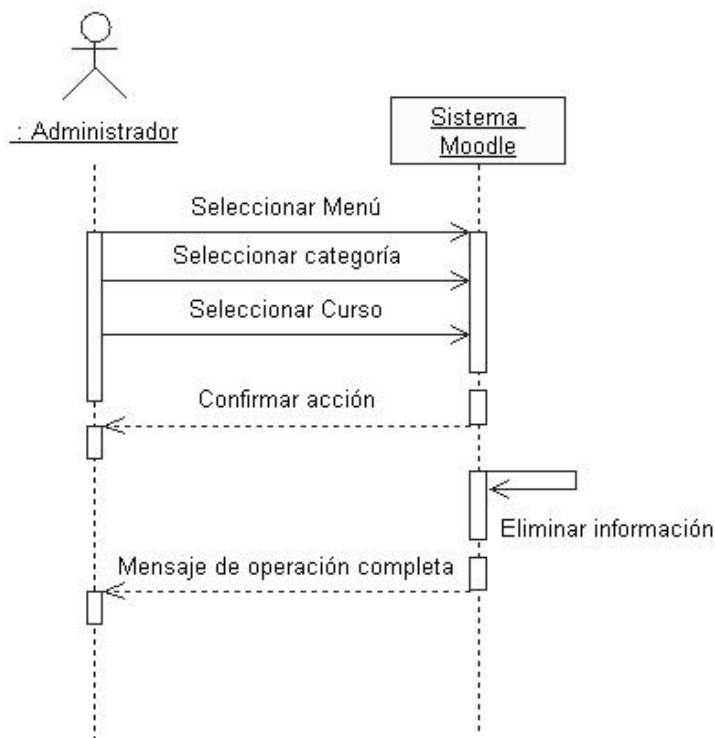 : Administrador
Sistema
Moodle
Seleccionar Menú
Seleccionar categoría
Seleccionar Curso
Confirmar acción
Eliminar información
Mensaje de operación completa